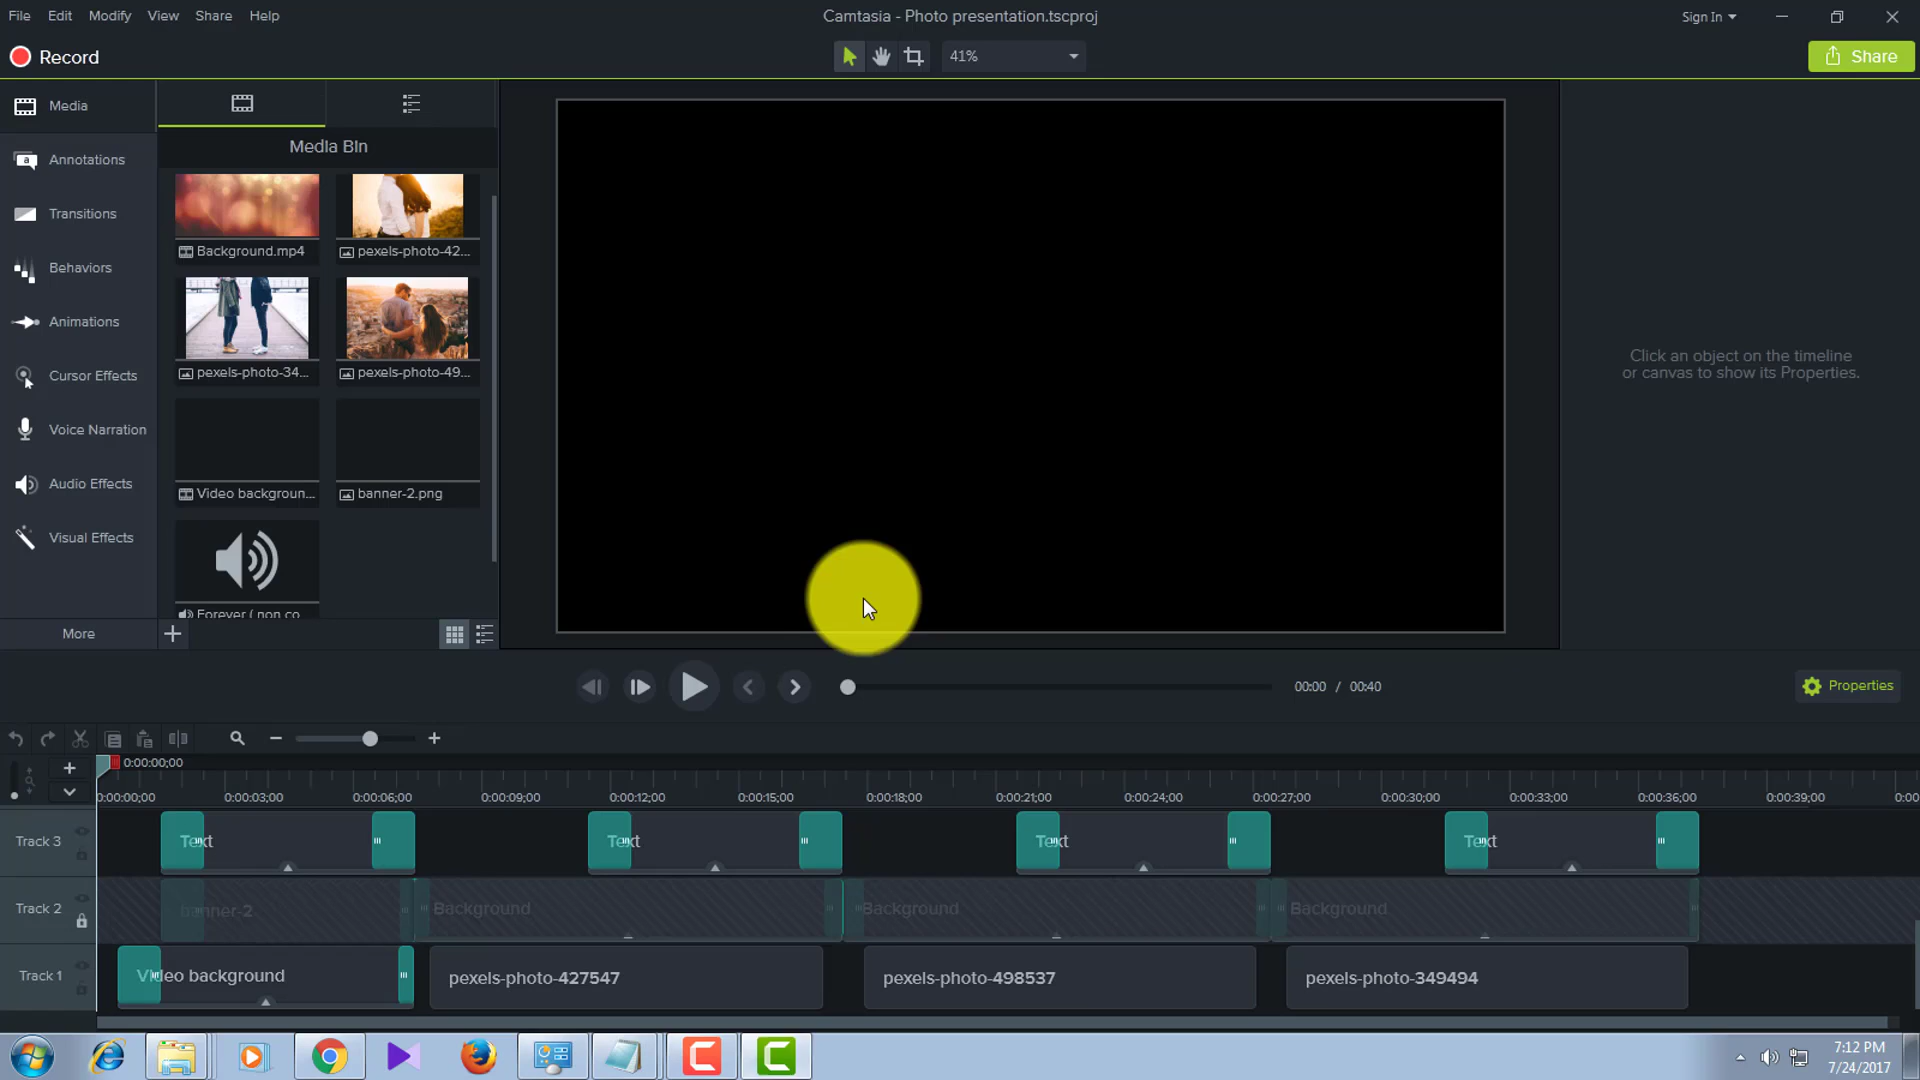 File Edit Modify View Share Help
Camtasia - Photo presentation.tscproj
Sign In
Record
41%
Share
Media
Annotations
Transitions
Behaviors
Animations
Cursor Effects
Voice Narration
Audio Effects
Visual Effects
More
Media Bin
Background.mp4
pexels-photo-42...
pexels-photo-34...
pexels-photo-49...
Video backgroun...
banner-2.png
Forever ( non co
Click an object on the timeline
or canvas to show its Properties.
00:00 / 00:40
Properties
0:00:00;00
0:00:00;00 0:00:03;00 0:00:06;00 0:00:09;00 0:00:12;00 0:00:15;00 0:00:18;00 0:00:21;00 0:00:24;00 0:00:27;00 0:00:30;00 0:00:33;00 0:00:36;00 0:00:39;00 0:00
Track 3 Text Text Text Text
Track 2 banner-2 Background Background Background
Track 1 Video background pexels-photo-427547 pexels-photo-498537 pexels-photo-349494
7:12 PM
7/24/2017